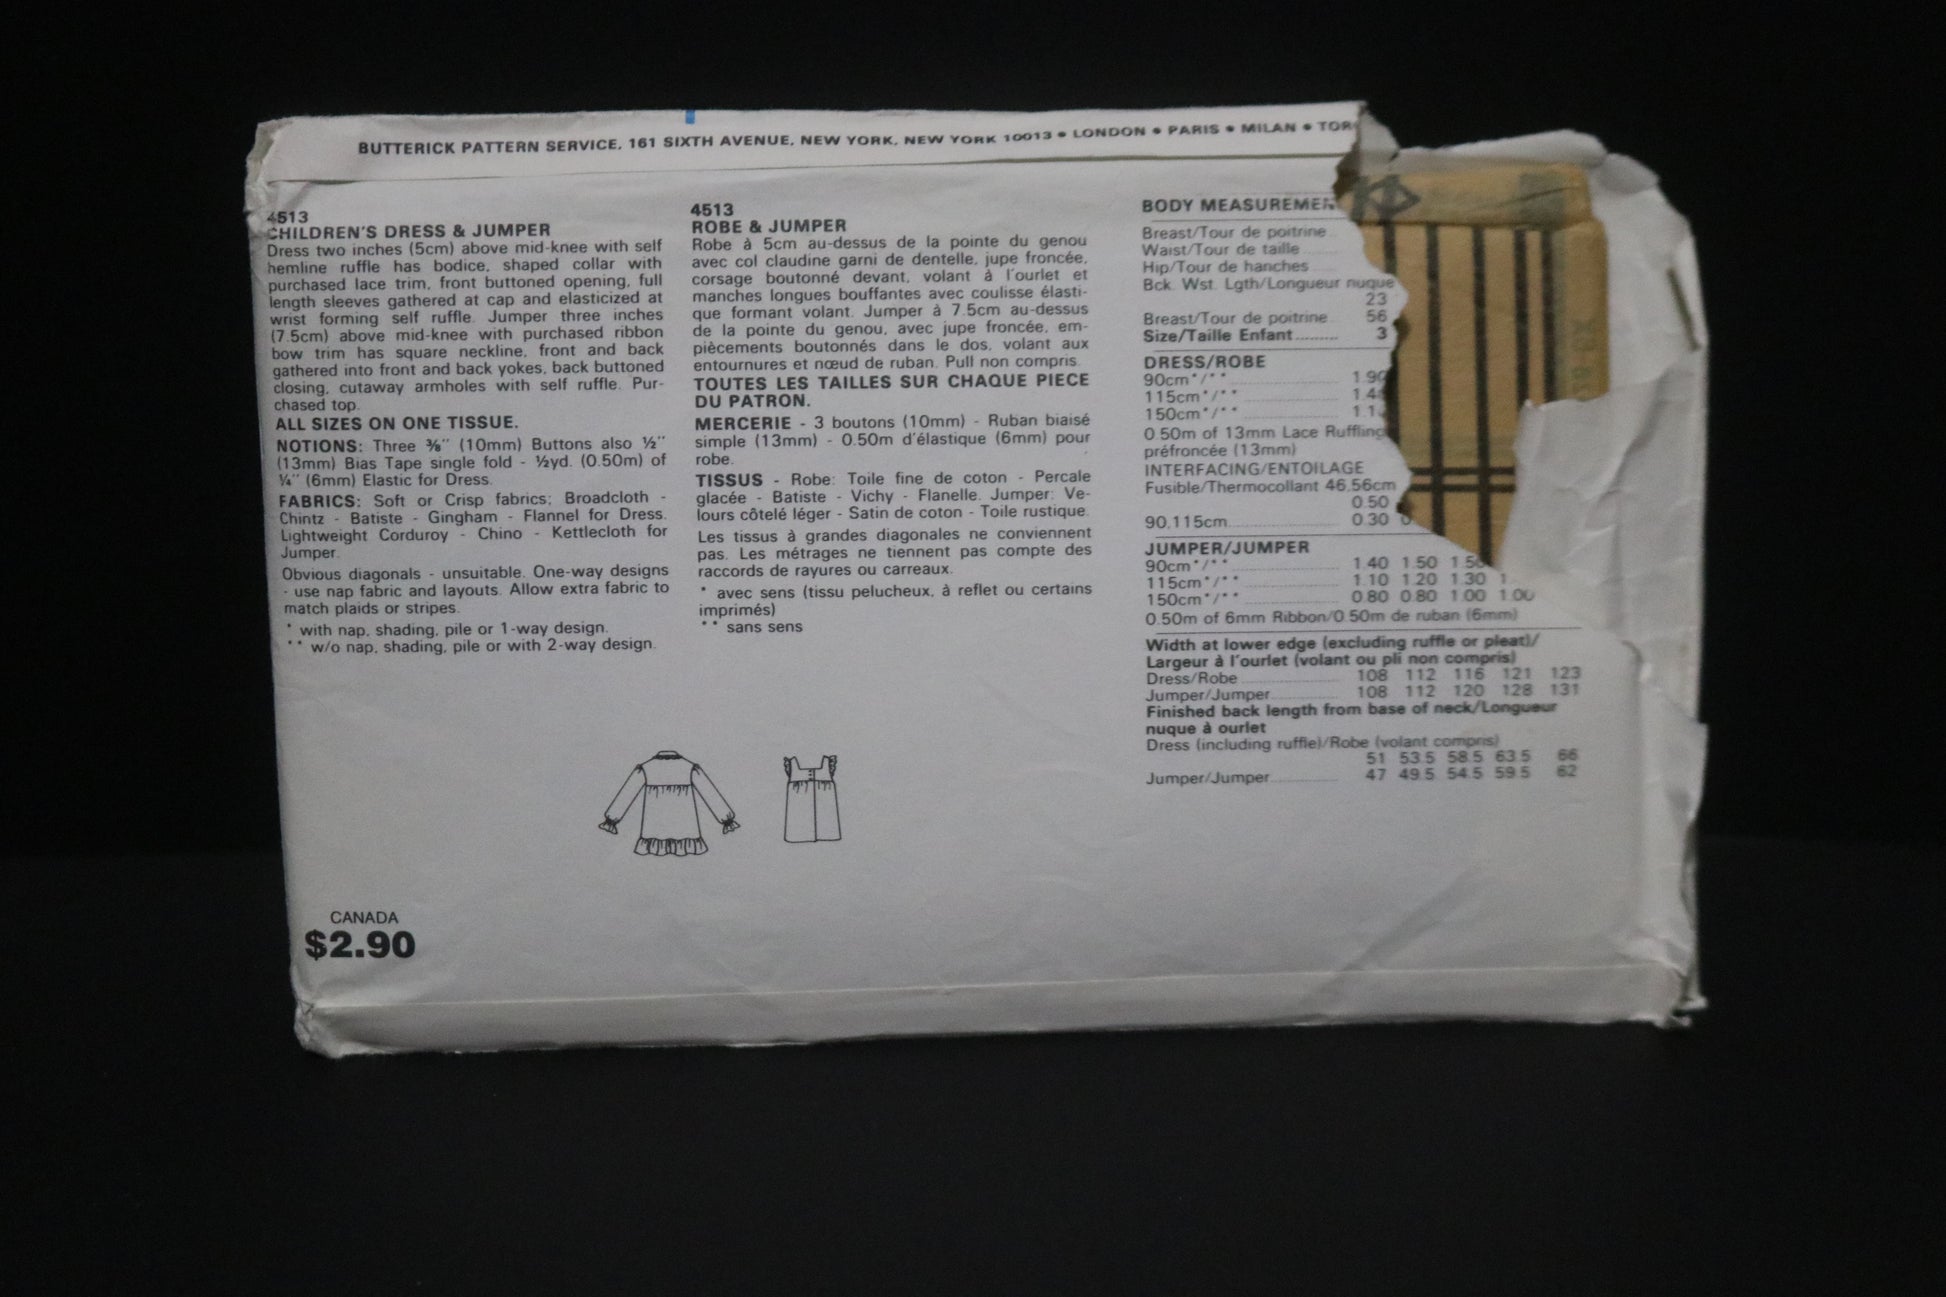 BUTTERICK PATTERN SERVICE, 161 SIXTH AVENUE, NEW YORK, NEW YORK 10013 • LONDON • PARIS • MILAN • TOR
4513
CHILDREN'S DRESS & JUMPER
Dress two inches (5cm) above mid-knee with self
hemline ruffle has bodice, shaped collar with
purchased lace trim, front buttoned opening, full
length sleeves gathered at cap and elasticized at
wrist forming self ruffle. Jumper three inches
(7.5cm) above mid-knee with purchased ribbon
bow trim has square neckline, front and back
gathered into front and back yokes, back buttoned
closing, cutaway armholes with self ruffle. Pur-
chased top.
ALL SIZES ON ONE TISSUE.
NOTIONS: Three ⅜" (10mm) Buttons also ½"
(13mm) Bias Tape single fold - ½yd. (0.50m) of
¼" (6mm) Elastic for Dress.
FABRICS: Soft or Crisp fabrics: Broadcloth -
Chintz - Batiste - Gingham - Flannel for Dress.
Lightweight Corduroy - Chino - Kettlecloth for
Jumper.
Obvious diagonals - unsuitable. One-way designs
- use nap fabric and layouts. Allow extra fabric to
match plaids or stripes.
* with nap, shading, pile or 1-way design.
** w/o nap, shading, pile or with 2-way design.
4513
ROBE & JUMPER
Robe à 5cm au-dessus de la pointe du genou
avec col claudine garni de dentelle, jupe froncée,
corsage boutonné devant, volant à l'ourlet et
manches longues bouffantes avec coulisse élasti-
que formant volant. Jumper à 7.5cm au-dessus
de la pointe du genou, avec jupe froncée, em-
piècements boutonnés dans le dos, volant aux
entournures et nœud de ruban. Pull non compris.
TOUTES LES TAILLES SUR CHAQUE PIECE
DU PATRON.
MERCERIE - 3 boutons (10mm) - Ruban biaisé
simple (13mm) - 0.50m d'élastique (6mm) pour
robe.
TISSUS - Robe: Toile fine de coton - Percale
glacée - Batiste - Vichy - Flanelle. Jumper: Ve-
lours côtelé léger - Satin de coton - Toile rustique.
Les tissus à grandes diagonales ne conviennent
pas. Les métrages ne tiennent pas compte des
raccords de rayures ou carreaux.
* avec sens (tissu pelucheux, à reflet ou certains
imprimés)
** sans sens
BODY MEASUREMEN
Breast/Tour de poitrine
Waist/Tour de taille
Hip/Tour de hanches
Bck. Wst. Lgth/Longueur nuque
23
Breast/Tour de poitrine 56
Size/Taille Enfant 3
DRESS/ROBE
90cm*/** 1.90
115cm*/** 1.4
150cm*/** 1.1
0.50m of 13mm Lace Ruffling
préfroncée (13mm)
INTERFACING/ENTOILAGE
Fusible/Thermocollant 46.56cm
0.50
90.115cm 0.30 0
JUMPER/JUMPER
90cm*/** 1.40 1.50 1.50
115cm*/** 1.10 1.20 1.30 1.
150cm*/** 0.80 0.80 1.00 1.00
0.50m of 6mm Ribbon/0.50m de ruban (6mm)
Width at lower edge (excluding ruffle or pleat)/
Largeur à l'ourlet (volant ou pli non compris)
Dress/Robe 108 112 116 121 123
Jumper/Jumper 108 112 120 128 131
Finished back length from base of neck/Longueur
nuque à ourlet
Dress (including ruffle)/Robe (volant compris)
51 53.5 58.5 63.5 66
Jumper/Jumper 47 49.5 54.5 59.5 62
CANADA
$2.90